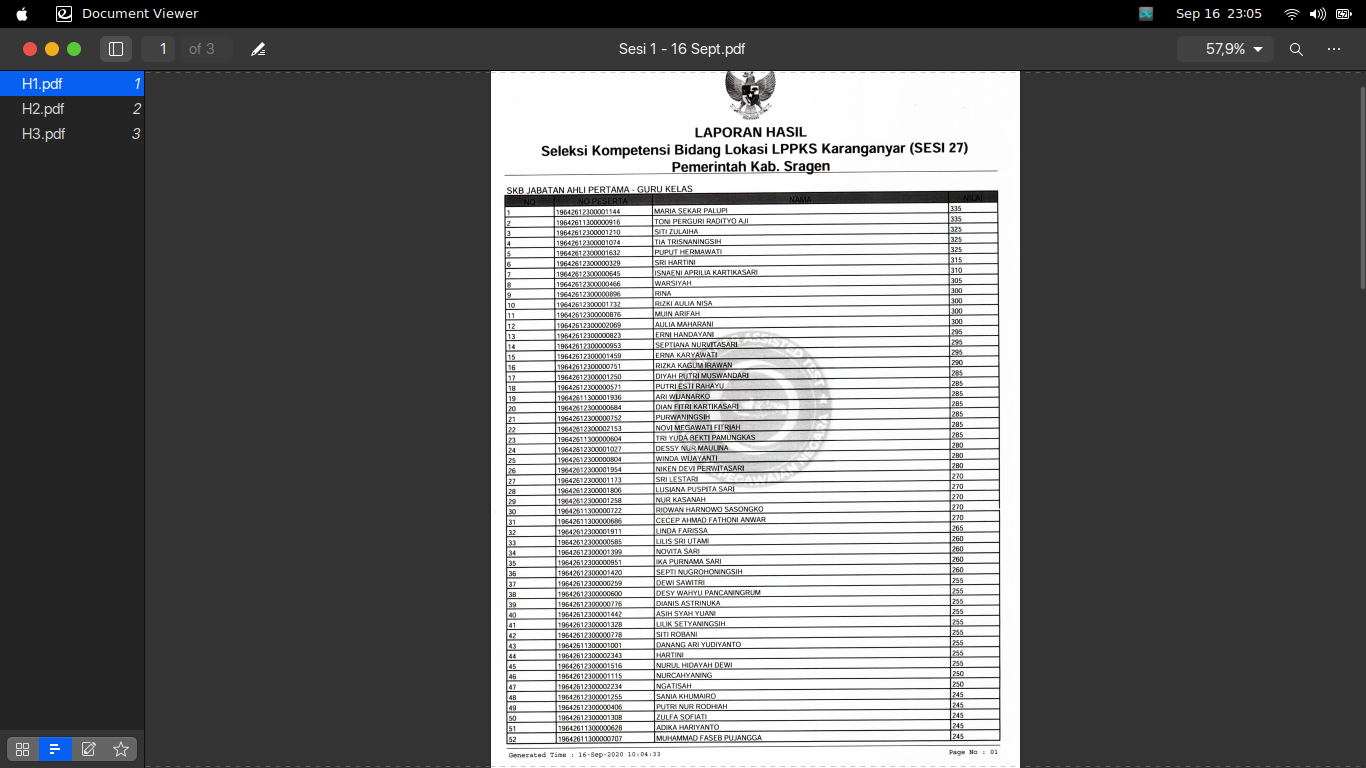 Document Viewer
Sep 16 23:05
1 of 3
Sesi 1 - 16 Sept.pdf
57,9%
H1.pdf 1
H2.pdf 2
H3.pdf 3
LAPORAN HASIL
Seleksi Kompetensi Bidang Lokasi LPPKS Karanganyar (SESI 27)
Pemerintah Kab. Sragen
SKB JABATAN AHLI PERTAMA - GURU KELAS
NO NO PESERTA NAMA NILAI
1 19642612300001144 MARIA SEKAR PALUPI 335
2 19642611300000916 TONI PERGURI RADITYO AJI 335
3 19642612300001210 SITI ZULAIHA 325
4 19642612300001074 TIA TRISNANINGSIH 325
5 19642612300001632 PUPUT HERMAWATI 325
6 19642612300000329 SRI HARTINI 315
7 19642612300000645 ISNAENI APRILIA KARTIKASARI 310
8 19642612300000466 WARSIYAH 305
9 19642612300000896 RINA 300
10 19642612300001732 RIZKI AULIA NISA 300
11 19642612300000876 MUIN ARIFAH 300
12 19642612300002069 AULIA MAHARANI 300
13 19642612300000823 ERNI HANDAYANI 295
14 19642612300000953 SEPTIANA NURVITASARI 295
15 19642612300001459 ERNA KARYAWATI 295
16 19642612300000751 RIZKA KAGUM IRAWAN 290
17 19642612300001250 DIYAH PUTRI MUSWANDARI 285
18 19642612300000571 PUTRI ESTI RAHAYU 285
19 19642611300001936 ARI WIJANARKO 285
20 19642612300000684 DIAN FITRI KARTIKASARI 285
21 19642612300000752 PURWANINGSIH 285
22 19642612300002153 NOVI MEGAWATI FITRIAH 285
23 19642611300000604 TRI YUDA BEKTI PAMUNGKAS 285
24 19642612300001027 DESSY NUR MAULINA 280
25 19642612300000804 WINDA WIJAYANTI 280
26 19642612300001954 NIKEN DEVI PERWITASARI 280
27 19642612300001173 SRI LESTARI 270
28 19642612300001806 LUSIANA PUSPITA SARI 270
29 19642612300001258 NUR KASANAH 270
30 19642611300000722 RIDWAN HARNOWO SASONGKO 270
31 19642611300000686 CECEP AHMAD FATHONI ANWAR 270
32 19642612300001911 LINDA FARISSA 265
33 19642612300000585 LILIS SRI UTAMI 260
34 19642612300001399 NOVITA SARI 260
35 19642612300000951 IKA PURNAMA SARI 260
36 19642612300001420 SEPTI NUGROHONINGSIH 260
37 19642612300000259 DEWI SAWITRI 255
38 19642612300000600 DESY WAHYU PANCANINGRUM 255
39 19642612300000776 DIANIS ASTRINUKA 255
40 19642612300001442 ASIH SYAH YUANI 255
41 19642612300001328 LILIK SETYANINGSIH 255
42 19642612300000778 SITI ROBANI 255
43 19642611300001001 DANANG ARI YUDIYANTO 255
44 19642612300002343 HARTINI 255
45 19642612300001516 NURUL HIDAYAH DEWI 255
46 19642612300001115 NURCAHYANING 250
47 19642612300002234 NGATISAH 250
48 19642612300001255 SANIA KHUMAIRO 245
49 19642612300000406 PUTRI NUR RODHIAH 245
50 19642612300001308 ZULFA SOFIATI 245
51 19642611300000628 ADIKA HARIYANTO 245
52 19642611300000707 MUHAMMAD FASEB PUJANGGA 245
Generated Time : 16-Sep-2020 10:04:33 Page No : 01